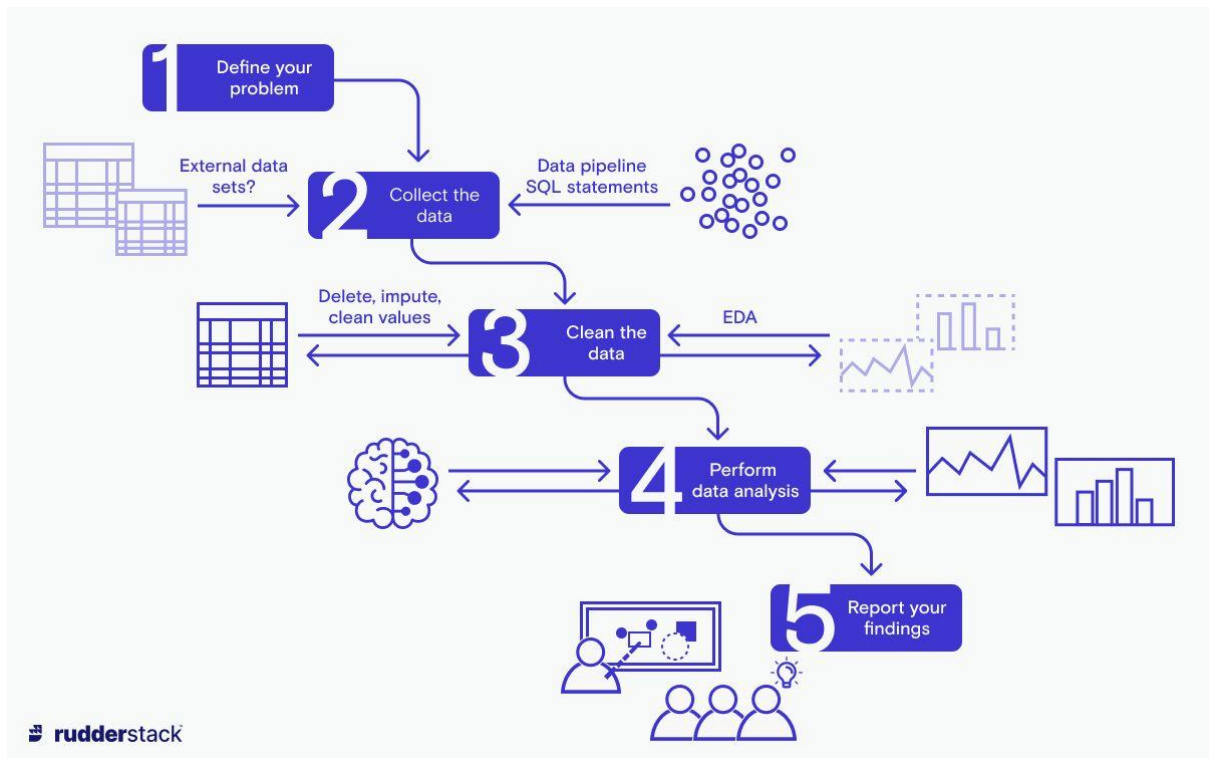 1
Define your
problem
External data
sets?
2
Collect the
data
Data pipeline
SQL statements
Delete, impute,
clean values
3
Clean the
data
EDA
4
Perform
data analysis
5
Report your
findings
rudderstack